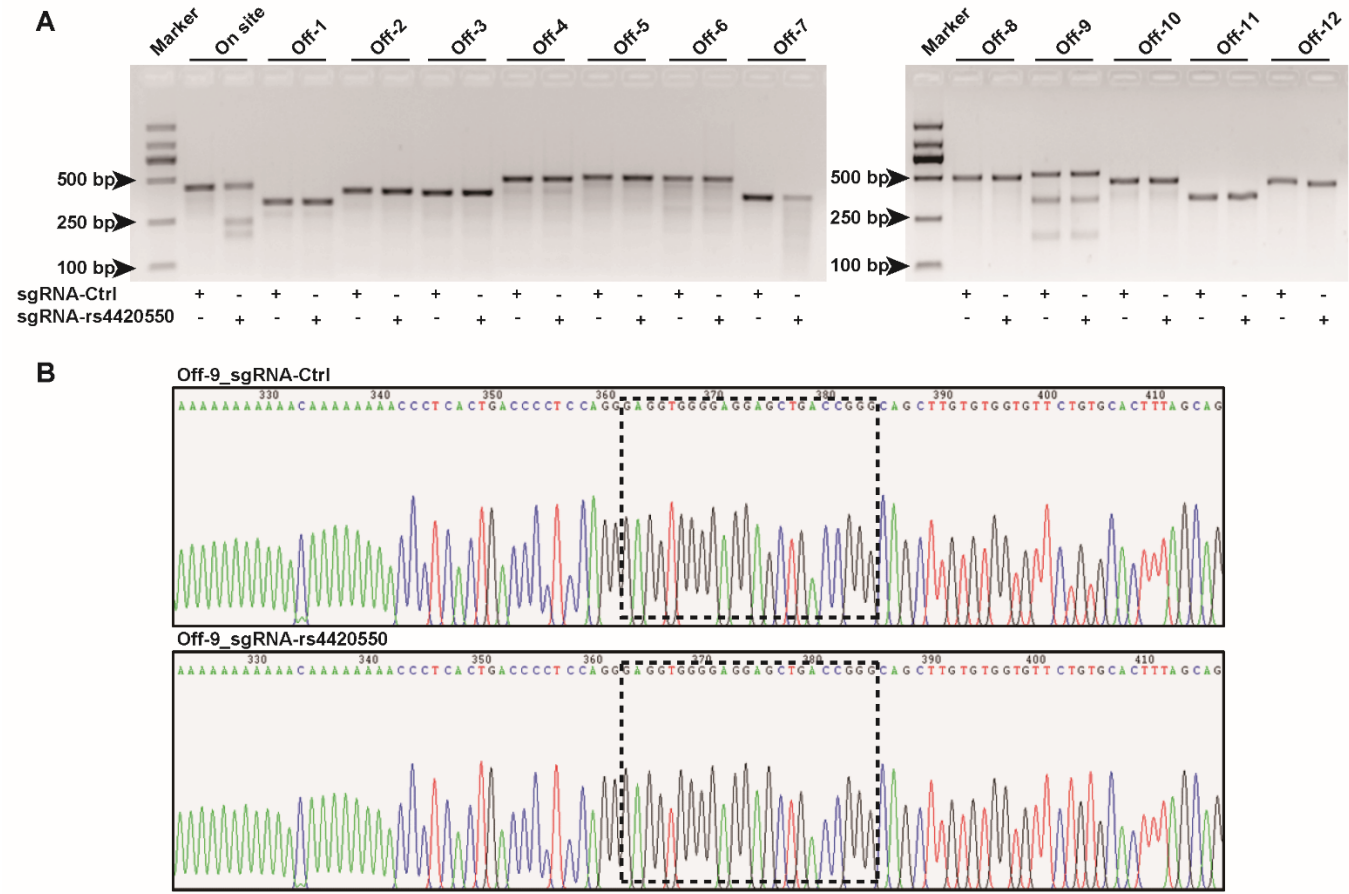 A
Marker On site Off-1 Off-2 Off-3 Off-4 Off-5 Off-6 Off-7 Marker Off-8 Off-9 Off-10 Off-11 Off-12
500 bp 500 bp
250 bp 250 bp
100 bp 100 bp
sgRNA-Ctrl + - + - + - + - + - + - + - + - + - + - + - + - + -
sgRNA-rs4420550 - + - + - + - + - + - + - + - + - + - + - + - + - +
B
Off-9_sgRNA-Ctrl
330 340 350 360 370 380 390 400 410
AAAAAAAAAAACAAAAAAAACCCTCACTGACCCCTCCAGGGAGGTGGGGAGGAGCTGACCGGGCAGCTTGTGTGGTGTTCTGTGCACTTTAGCAG
Off-9_sgRNA-rs4420550
330 340 350 360 370 380 390 400 410
AAAAAAAAAAACAAAAAAAACCCTCACTGACCCCTCCAGGGAGGTGGGGAGGAGCTGACCGGGCAGCTTGTGTGGTGTTCTGTGCACTTTAGCAG